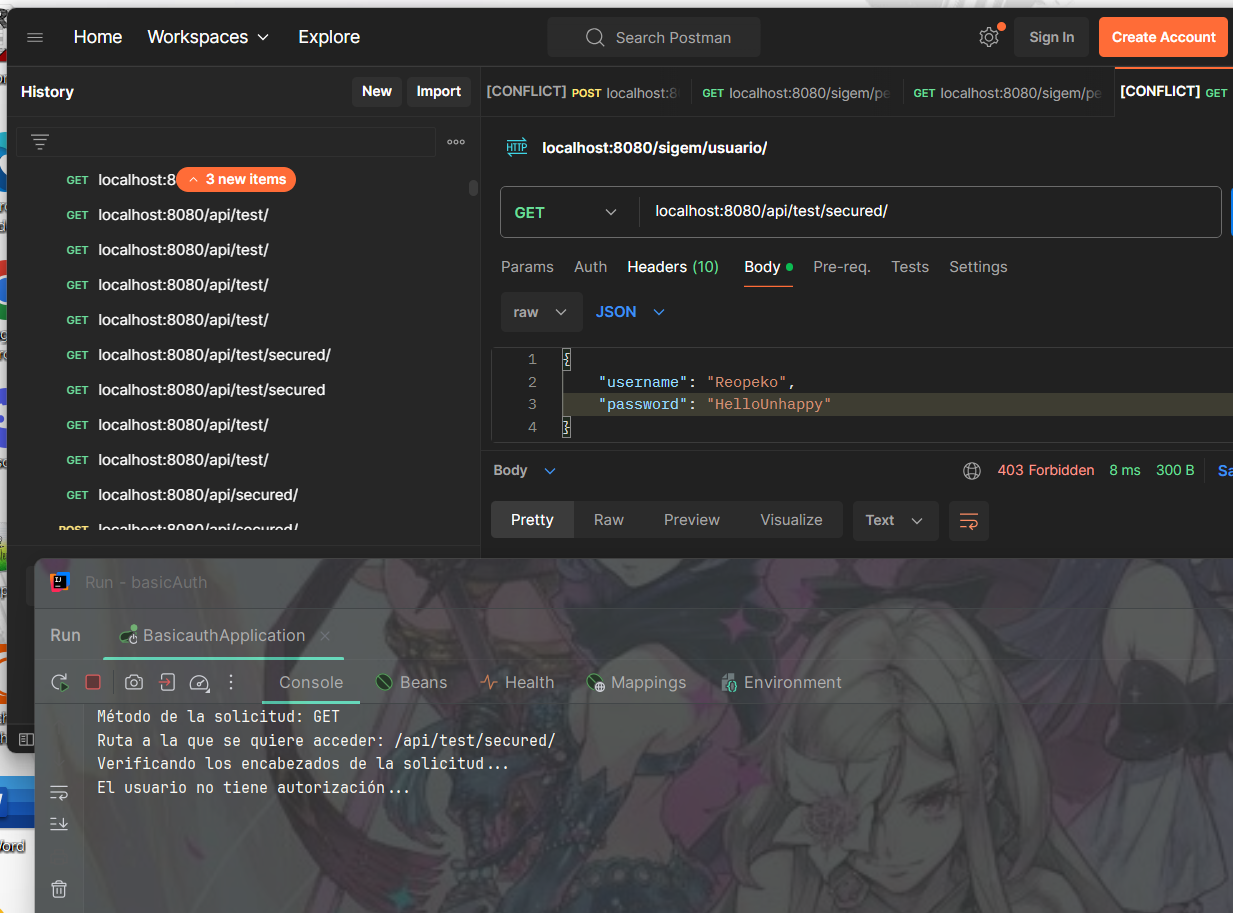 Home Workspaces Explore Search Postman Sign In Create Account
History New Import
[CONFLICT] POST localhost:8 GET localhost:8080/sigem/pe GET localhost:8080/sigem/pe [CONFLICT] GET
HTTP localhost:8080/sigem/usuario/
GET localhost:8 3 new items
GET localhost:8080/api/test/
GET localhost:8080/api/test/
GET localhost:8080/api/test/
GET localhost:8080/api/test/
GET localhost:8080/api/test/secured/
GET localhost:8080/api/test/secured
GET localhost:8080/api/test/
GET localhost:8080/api/test/
GET localhost:8080/api/secured/
POST localhost:8080/api/secured/
GET localhost:8080/api/test/secured/
Params Auth Headers (10) Body Pre-req. Tests Settings
raw JSON
1 {
2 "username": "Reopeko",
3 "password": "HelloUnhappy"
4 }
Body 403 Forbidden 8 ms 300 B Sa
Pretty Raw Preview Visualize Text
Run - basicAuth
Run BasicauthApplication
Console Beans Health Mappings Environment
Método de la solicitud: GET
Ruta a la que se quiere acceder: /api/test/secured/
Verificando los encabezados de la solicitud...
El usuario no tiene autorización...